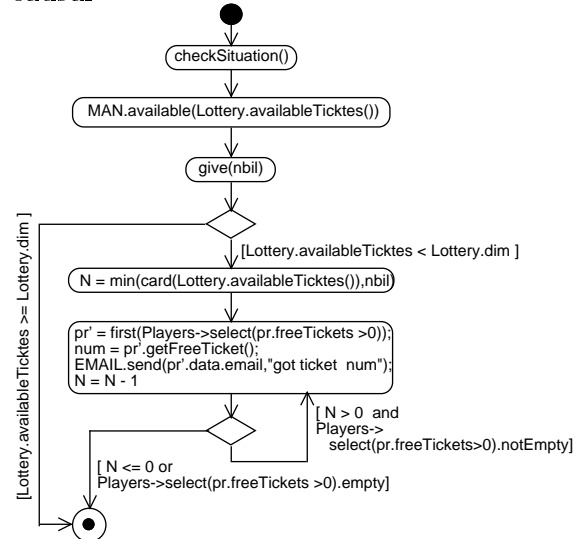 checkSituation()
MAN.available(Lottery.availableTicktes())
give(nbil)
[Lottery.availableTicktes < Lottery.dim ]
[Lottery.availableTicktes >= Lottery.dim ]
N = min(card(Lottery.availableTickets()),nbil)
pr' = first(Players->select(pr.freeTickets >0));
num = pr'.getFreeTicket();
EMAIL.send(pr'.data.email,"got ticket num");
N = N - 1
[ N > 0 and
Players->
select(pr.freeTickets>0).notEmpty]
[ N <= 0 or
Players->select(pr.freeTickets >0).empty]